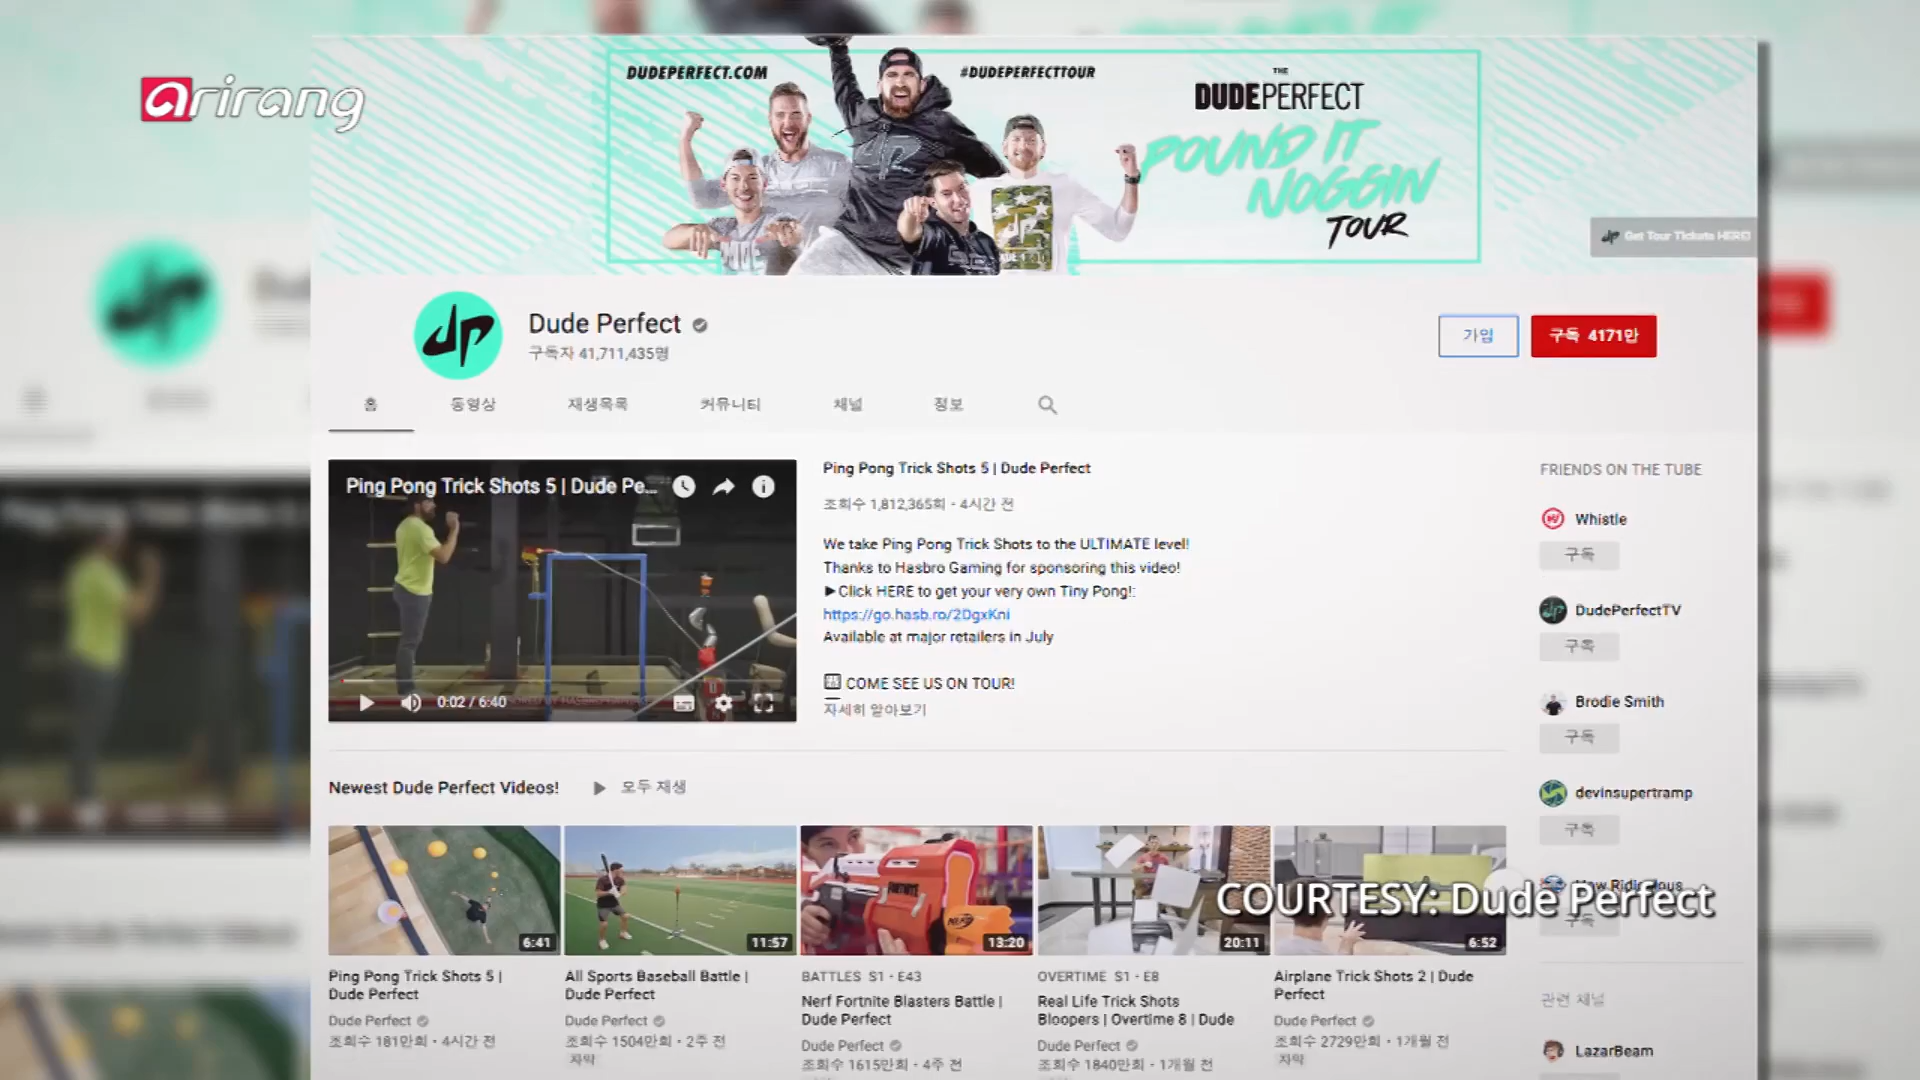 arirang
DUDEPERFECT.COM
#DUDEPERFECTTOUR
THE
DUDEPERFECT
POUND IT
NOGGIN
TOUR
Get Tour Tickets HERE!
dp
Dude Perfect
구독자 41,711,435명
가입
구독 4171만
홈 동영상 재생목록 커뮤니티 채널 정보
Ping Pong Trick Shots 5 | Dude Pe...
0:02 / 6:40
Ping Pong Trick Shots 5 | Dude Perfect
조회수 1,812,365회 • 4시간 전
We take Ping Pong Trick Shots to the ULTIMATE level!
Thanks to Hasbro Gaming for sponsoring this video!
►Click HERE to get your very own Tiny Pong!:
https://go.hasb.ro/2DgxKni
Available at major retailers in July
COME SEE US ON TOUR!
자세히 알아보기
FRIENDS ON THE TUBE
Whistle
구독
DudePerfectTV
구독
Brodie Smith
구독
devinsupertramp
구독
How Ridiculous
구독
관련 채널
LazarBeam
Newest Dude Perfect Videos!
모두 재생
6:41
Ping Pong Trick Shots 5 |
Dude Perfect
Dude Perfect
조회수 181만회 • 4시간 전
11:57
All Sports Baseball Battle |
Dude Perfect
Dude Perfect
조회수 1504만회 • 2주 전
자막
FORTNITE
NERF
13:20
BATTLES S1 • E43
Nerf Fortnite Blasters Battle |
Dude Perfect
Dude Perfect
조회수 1615만회 • 4주 전
20:11
OVERTIME S1 • E8
Real Life Trick Shots
Bloopers | Overtime 8 | Dude
Dude Perfect
조회수 1840만회 • 1개월 전
6:52
Airplane Trick Shots 2 | Dude
Perfect
Dude Perfect
조회수 2729만회 • 1개월 전
자막
COURTESY: Dude Perfect